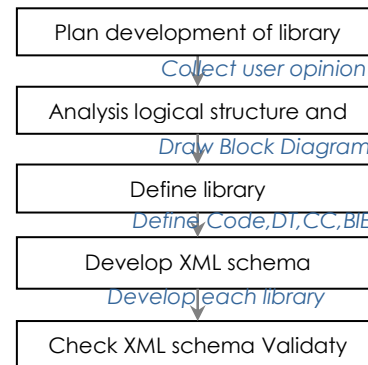 Plan development of library
Collect user opinion
Analysis logical structure and
Draw Block Diagram
Define library
Define Code,DT,CC,BIE
Develop XML schema
Develop each library
Check XML schema Validaty